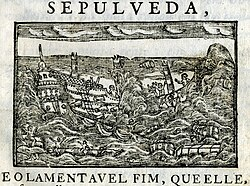 SEPULVEDA,
E O LAMENTAVEL FIM, QUE ELLE,